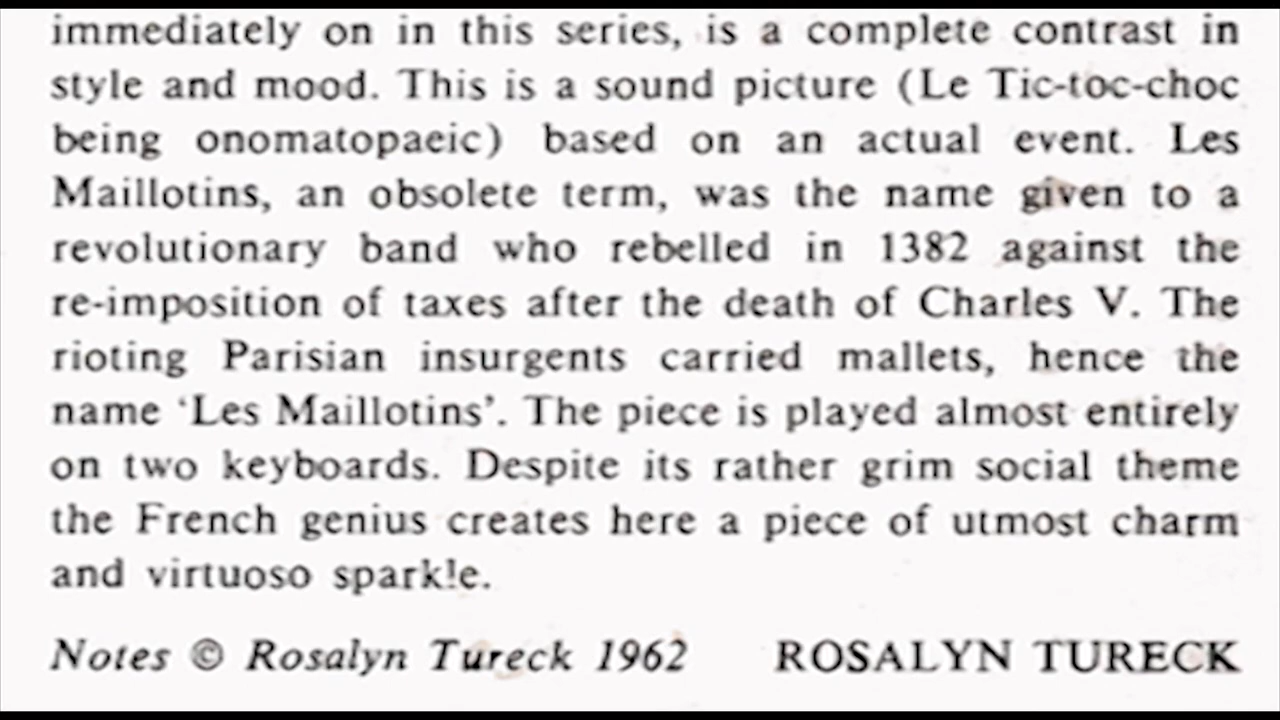 immediately on in this series, is a complete contrast in
style and mood. This is a sound picture (Le Tic-toc-choc
being onomatopaeic) based on an actual event. Les
Maillotins, an obsolete term, was the name given to a
revolutionary band who rebelled in 1382 against the
re-imposition of taxes after the death of Charles V. The
rioting Parisian insurgents carried mallets, hence the
name ‘Les Maillotins’. The piece is played almost entirely
on two keyboards. Despite its rather grim social theme
the French genius creates here a piece of utmost charm
and virtuoso sparkle.
Notes © Rosalyn Tureck 1962 ROSALYN TURECK